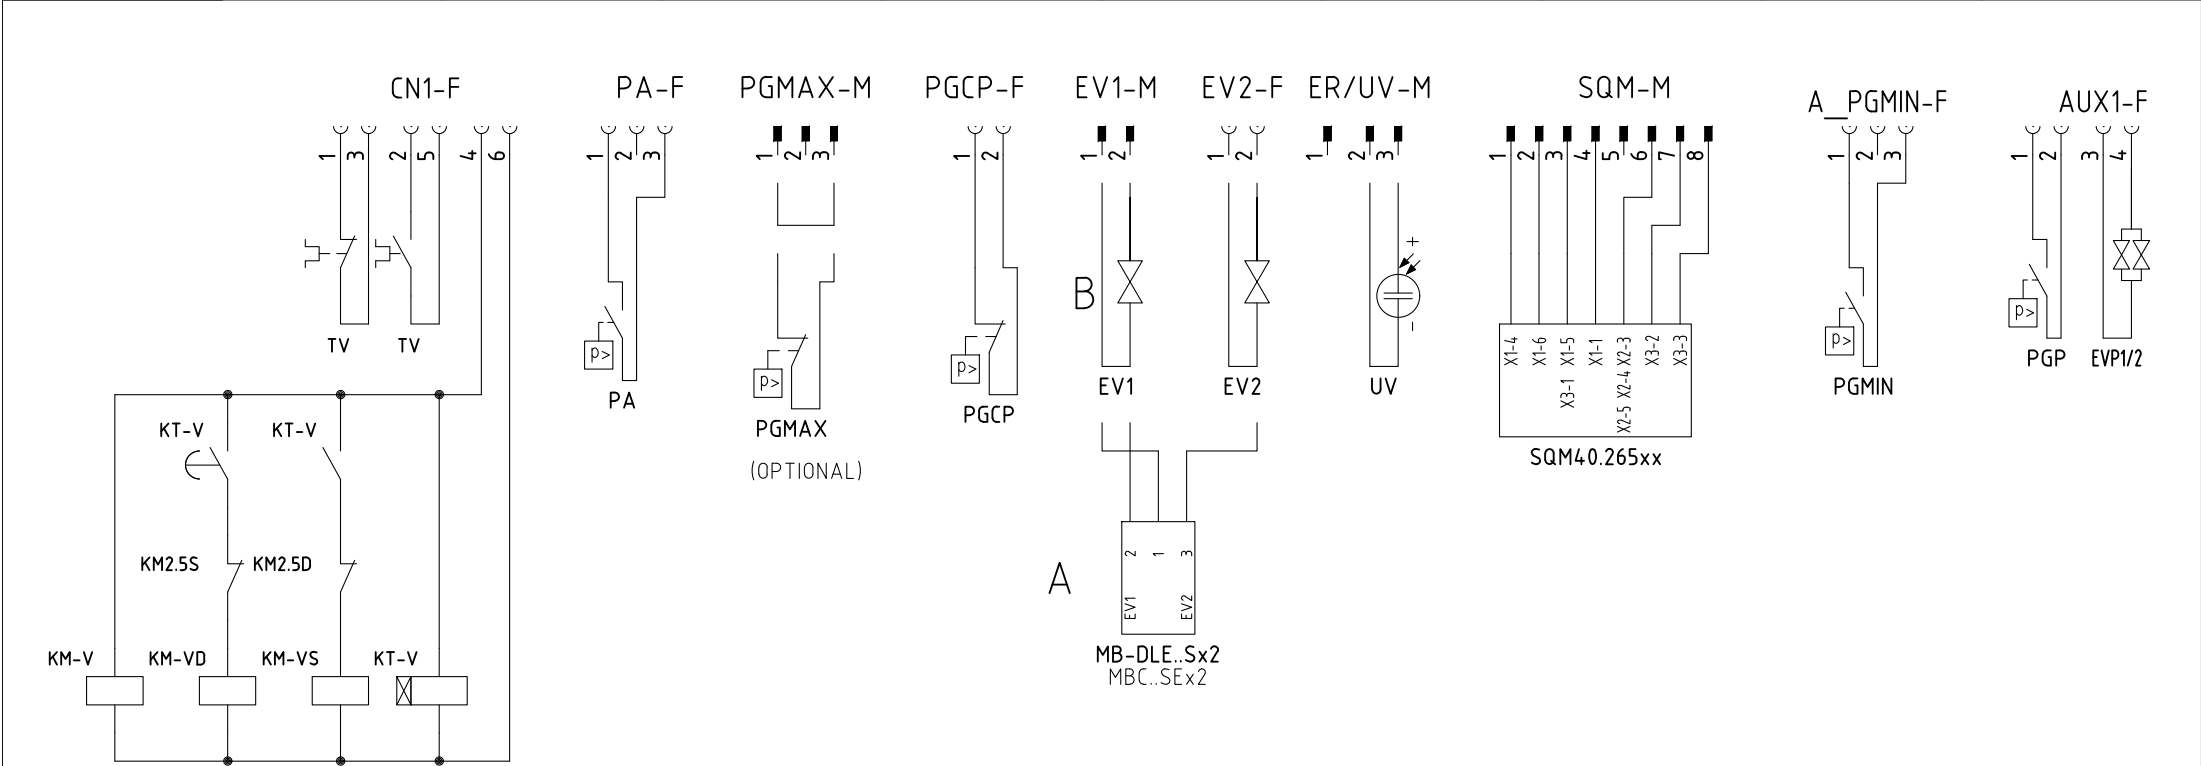 CN1-F PA-F PGMAX-M PGCP-F EV1-M EV2-F ER/UV-M SQM-M A__PGMIN-F AUX1-F
1 3 2 5 4 6 1 2 3 1 2 3 1 2 1 2 1 2 1 2 3 1 2 3 4 5 6 7 8 1 2 3 1 2 3 4
+
B
-
TV TV
p> PA
p> PGMAX
(OPTIONAL)
p> PGCP
EV1 EV2 UV
X1-4 X1-6 X3-1 X1-5 X1-1 X2-5 X2-4 X2-3 X3-2 X3-3
SQM40.265xx
p> PGMIN
p> PGP EVP1/2
KT-V KT-V
KM2.5S KM2.5D
A
2 1 3
EV1 EV2
MB-DLE..Sx2
MBC..SEx2
KM-V KM-VD KM-VS KT-V